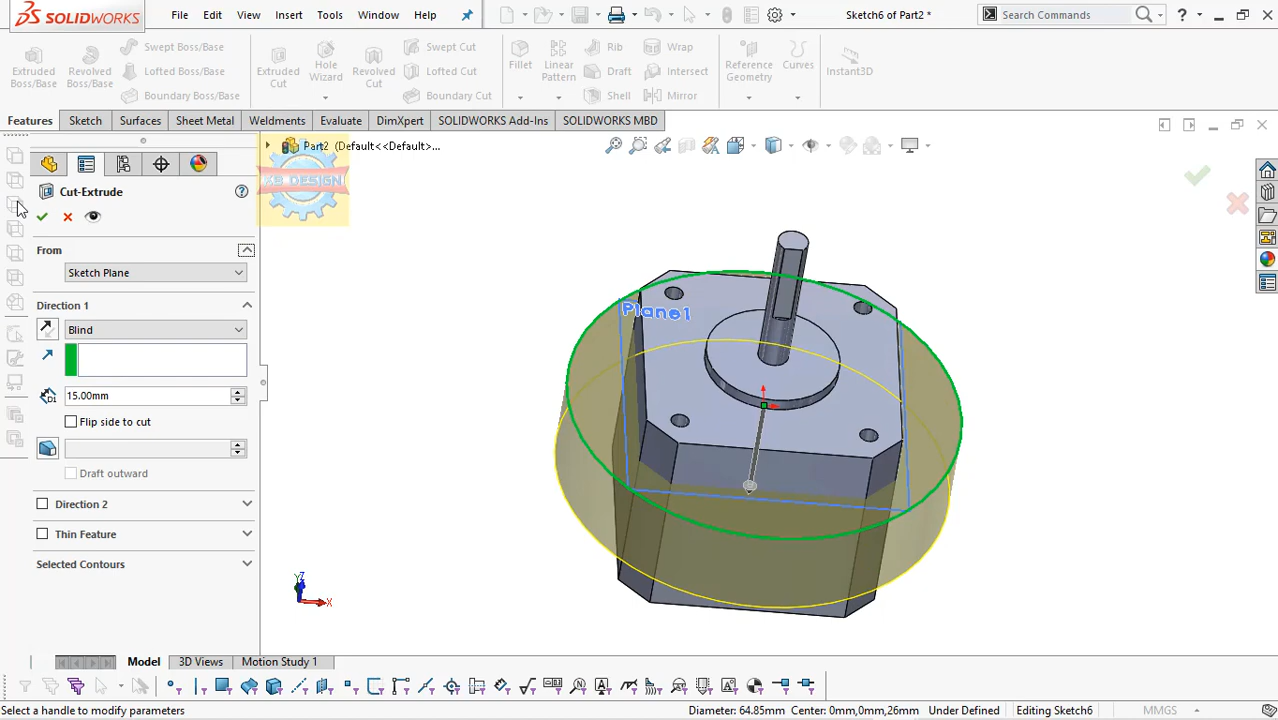 SOLIDWORKS
File
Edit
View
Insert
Tools
Window
Help
Sketch6 of Part2 *
Search Commands
Extruded Boss/Base
Revolved Boss/Base
Swept Boss/Base
Lofted Boss/Base
Boundary Boss/Base
Extruded Cut
Hole Wizard
Revolved Cut
Swept Cut
Lofted Cut
Boundary Cut
Fillet
Linear Pattern
Rib
Draft
Shell
Wrap
Intersect
Mirror
Reference Geometry
Curves
Instant3D
Features
Sketch
Surfaces
Sheet Metal
Weldments
Evaluate
DimXpert
SOLIDWORKS Add-Ins
SOLIDWORKS MBD
Part2 (Default<<Default>...
Cut-Extrude
From
Sketch Plane
Direction 1
Blind
15.00mm
Flip side to cut
Draft outward
Direction 2
Thin Feature
Selected Contours
Plane1
X
Model
3D Views
Motion Study 1
Select a handle to modify parameters
Diameter: 64.85mm
Center: 0mm,0mm,26mm
Under Defined
Editing Sketch6
MMGS